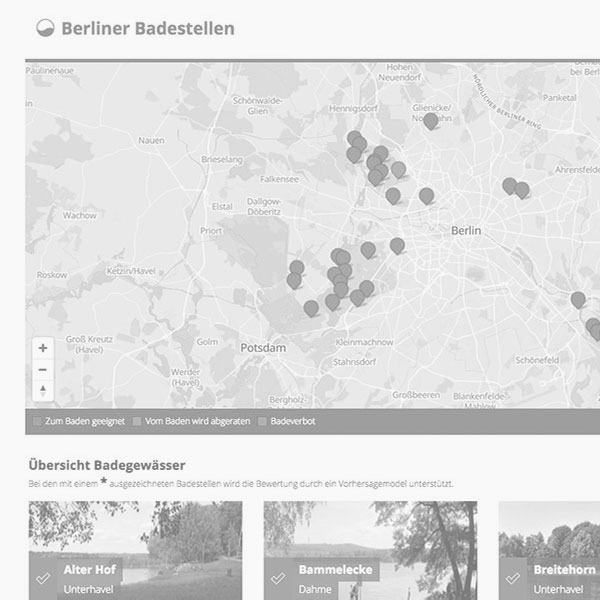 Berliner Badestellen
Paulinenaue
Hohen
Neuendorf
bei Berl
Schönwalde-
Glien
Hennigsdorf
Glienicke/
NÖRDLICHER BERLINER RING
Panketal
Nauen
Brieselang
Falkensee
Ahrensfelde
Dallgow-
Döberitz
Elstal
Wachow
Priort
Berlin
Roskow
Ketzin/Havel
Groß Kreutz
(Havel)
Golm
Potsdam
Kleinmachnow
Stahnsdorf
Schönefeld
Werder
(Havel)
Bergholz-
Großbeeren
Blankenfelde-
Mahlow
+
−
Zum Baden geeignet
Vom Baden wird abgeraten
Badeverbot
Übersicht Badegewässer
Bei den mit einem * ausgezeichneten Badestellen wird die Bewertung durch ein Vorhersagemodel unterstützt.
Alter Hof
Unterhavel
Bammelecke
Dahme
Breitehorn
Unterhavel